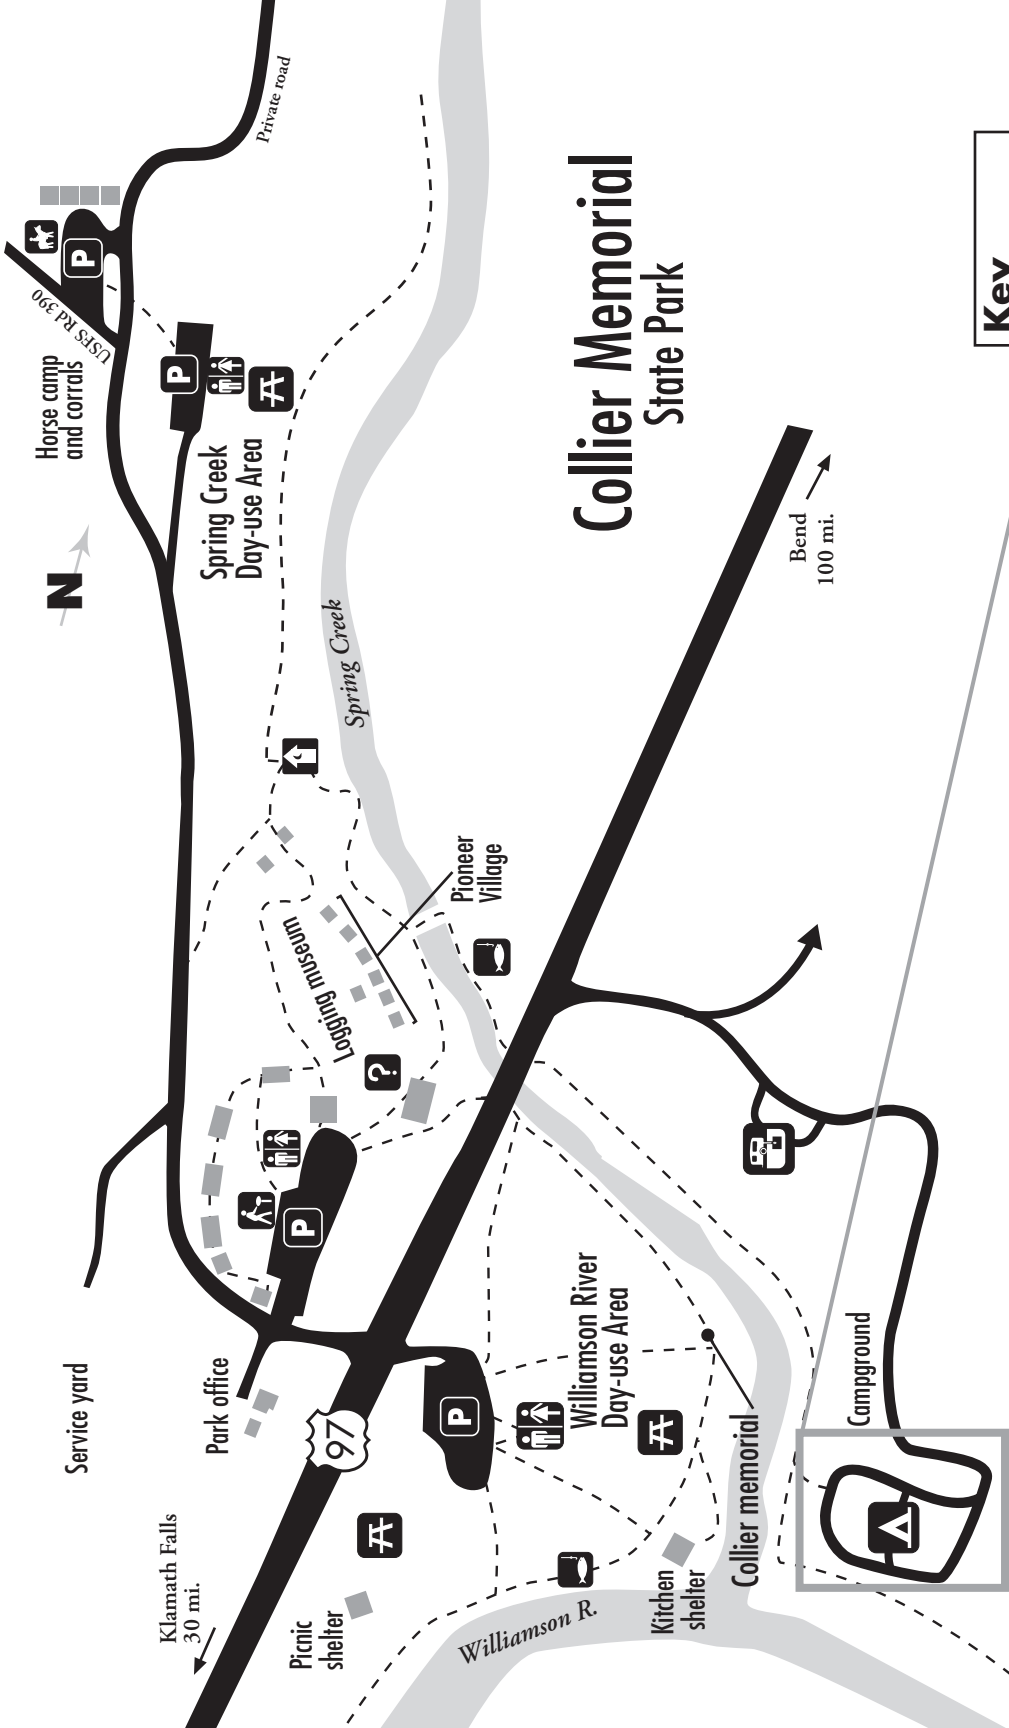 Collier Memorial
State Park
Key
Private road
USFS Rd 390
Horse camp
and corrals
P
P
Spring Creek
Day-use Area
N
Spring Creek
Bend
100 mi.
Pioneer
Village
Logging museum
?
P
Service yard
Park office
97
P
Williamson River
Day-use Area
Campground
Collier memorial
Klamath Falls
30 mi.
Picnic
shelter
Kitchen
shelter
Williamson R.